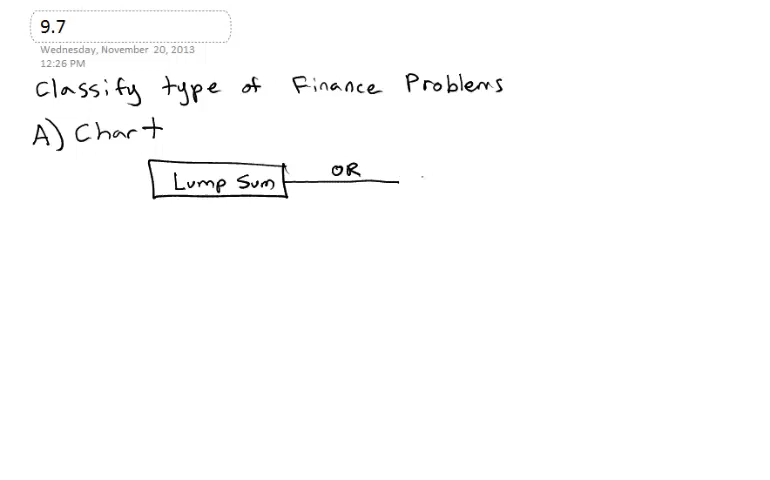 9.7
Wednesday, November 20, 2013
12:26 PM
Classify type of Finance Problems
A) Chart
Lump Sum OR